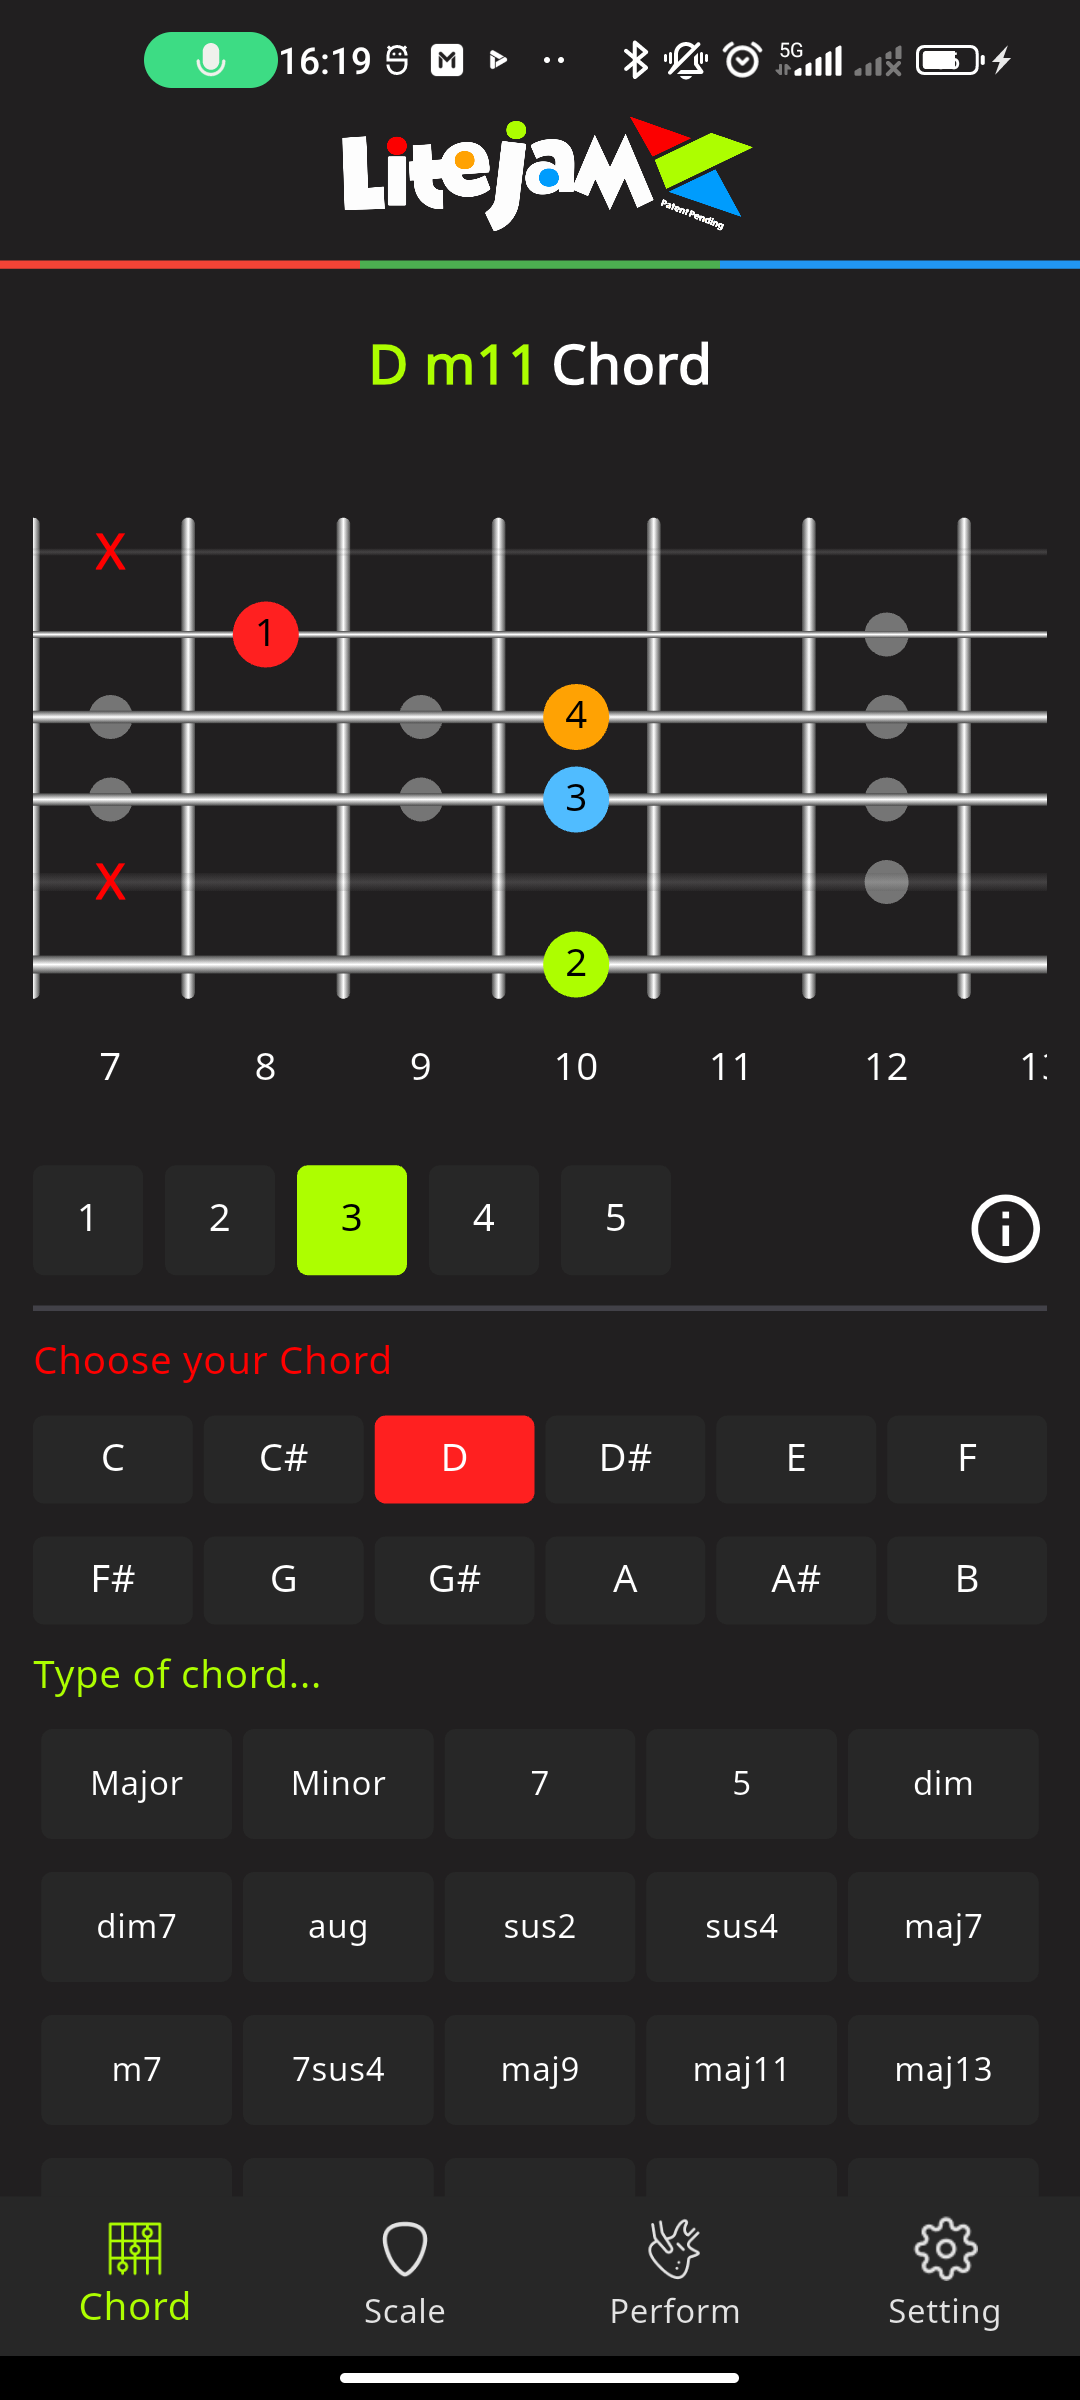 16:19
5G
Litejam
Patent Pending
D m11 Chord
X
1
4
3
X
2
7 8 9 10 11 12
1 2 3 4 5
Choose your Chord
C C# D D# E F
F# G G# A A# B
Type of chord...
Major Minor 7 5 dim
dim7 aug sus2 sus4 maj7
m7 7sus4 maj9 maj11 maj13
Chord Scale Perform Setting